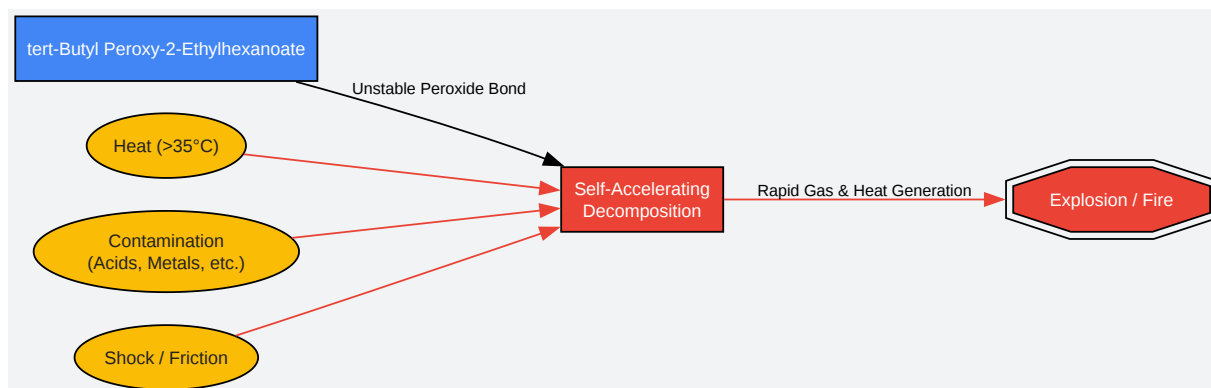 tert-Butyl Peroxy-2-Ethylhexanoate
Unstable Peroxide Bond
Heat (>35°C)
Contamination
(Acids, Metals, etc.)
Shock / Friction
Self-Accelerating
Decomposition
Rapid Gas & Heat Generation
Explosion / Fire